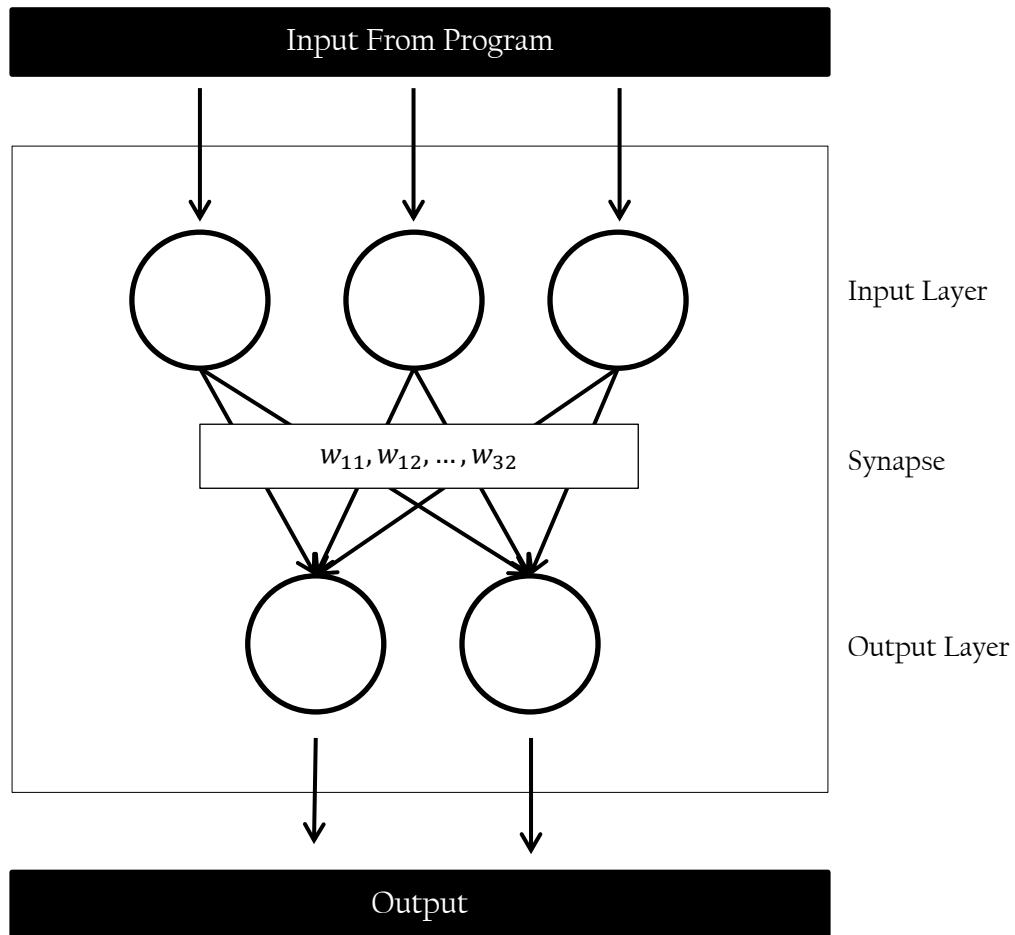 Input From Program
Input Layer
w₁₁, w₁₂, … , w₃₂
Synapse
Output Layer
Output